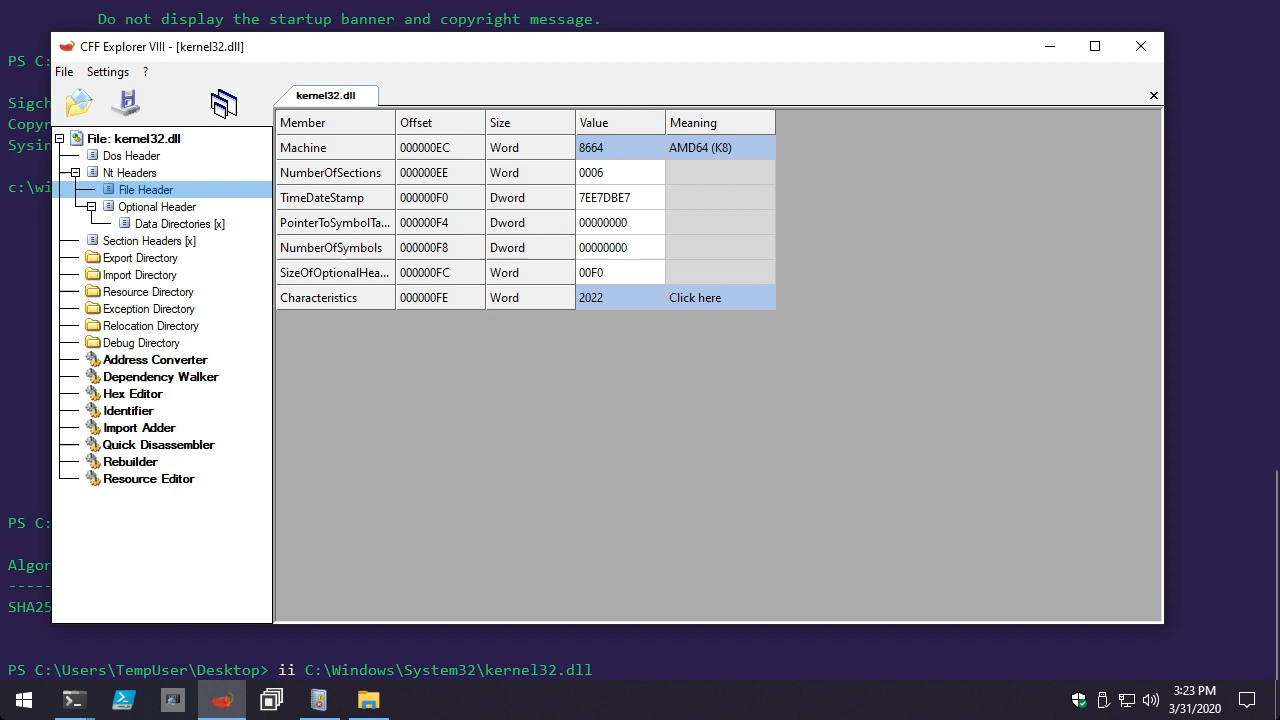 Do not display the startup banner and copyright message.
CFF Explorer VIII - [kernel32.dll]
PS C:
File Settings ?
kernel32.dll
Sigch
Copyr
Sysin
c:\wi
File: kernel32.dll
Dos Header
Nt Headers
File Header
Optional Header
Data Directories [x]
Section Headers [x]
Export Directory
Import Directory
Resource Directory
Exception Directory
Relocation Directory
Debug Directory
Address Converter
Dependency Walker
Hex Editor
Identifier
Import Adder
Quick Disassembler
Rebuilder
Resource Editor
Member Offset Size Value Meaning
Machine 000000EC Word 8664 AMD64 (K8)
NumberOfSections 000000EE Word 0006
TimeDateStamp 000000F0 Dword 7EE7DBE7
PointerToSymbolTa... 000000F4 Dword 00000000
NumberOfSymbols 000000F8 Dword 00000000
SizeOfOptionalHea... 000000FC Word 00F0
Characteristics 000000FE Word 2022 Click here
PS C:
Algor
-----
SHA25
PS C:\Users\TempUser\Desktop> ii C:\Windows\System32\kernel32.dll
3:23 PM
3/31/2020